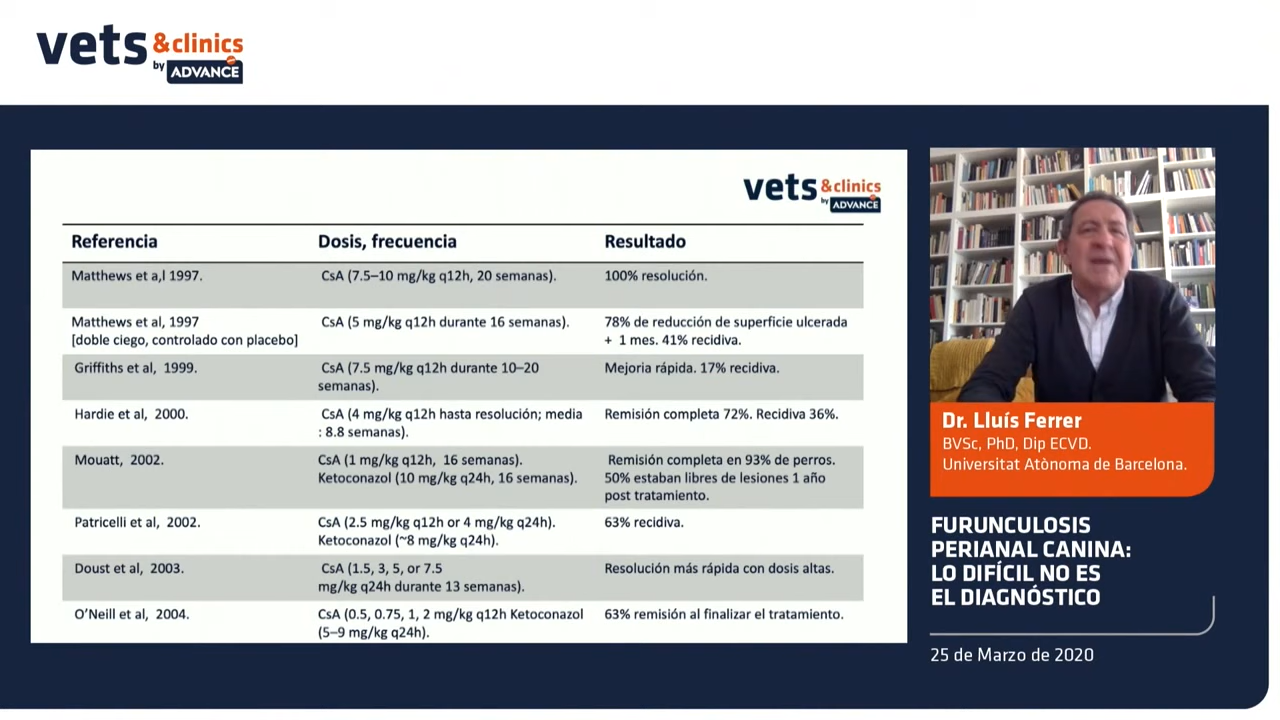 vets &clinics
by ADVANCE
vets &clinics
by ADVANCE
Referencia Dosis, frecuencia Resultado
Matthews et a,l 1997. CsA (7.5–10 mg/kg q12h, 20 semanas). 100% resolución.
Matthews et al, 1997 CsA (5 mg/kg q12h durante 16 semanas). 78% de reducción de superficie ulcerada
[doble ciego, controlado con placebo] + 1 mes. 41% recidiva.
Griffiths et al, 1999. CsA (7.5 mg/kg q12h durante 10–20 Mejoria rápida. 17% recidiva.
semanas).
Hardie et al, 2000. CsA (4 mg/kg q12h hasta resolución; media Remisión completa 72%. Recidiva 36%.
: 8.8 semanas).
Mouatt, 2002. CsA (1 mg/kg q12h, 16 semanas). Remisión completa en 93% de perros.
Ketoconazol (10 mg/kg q24h, 16 semanas). 50% estaban libres de lesiones 1 año
post tratamiento.
Patricelli et al, 2002. CsA (2.5 mg/kg q12h or 4 mg/kg q24h). 63% recidiva.
Ketoconazol (~8 mg/kg q24h).
Doust et al, 2003. CsA (1.5, 3, 5, or 7.5 Resolución más rápida con dosis altas.
mg/kg q24h durante 13 semanas).
O'Neill et al, 2004. CsA (0.5, 0.75, 1, 2 mg/kg q12h Ketoconazol 63% remisión al finalizar el tratamiento.
(5–9 mg/kg q24h).
Dr. Lluís Ferrer
BVSc, PhD, Dip ECVD.
Universitat Atònoma de Barcelona.
FURUNCULOSIS
PERIANAL CANINA:
LO DIFÍCIL NO ES
EL DIAGNÓSTICO
25 de Marzo de 2020